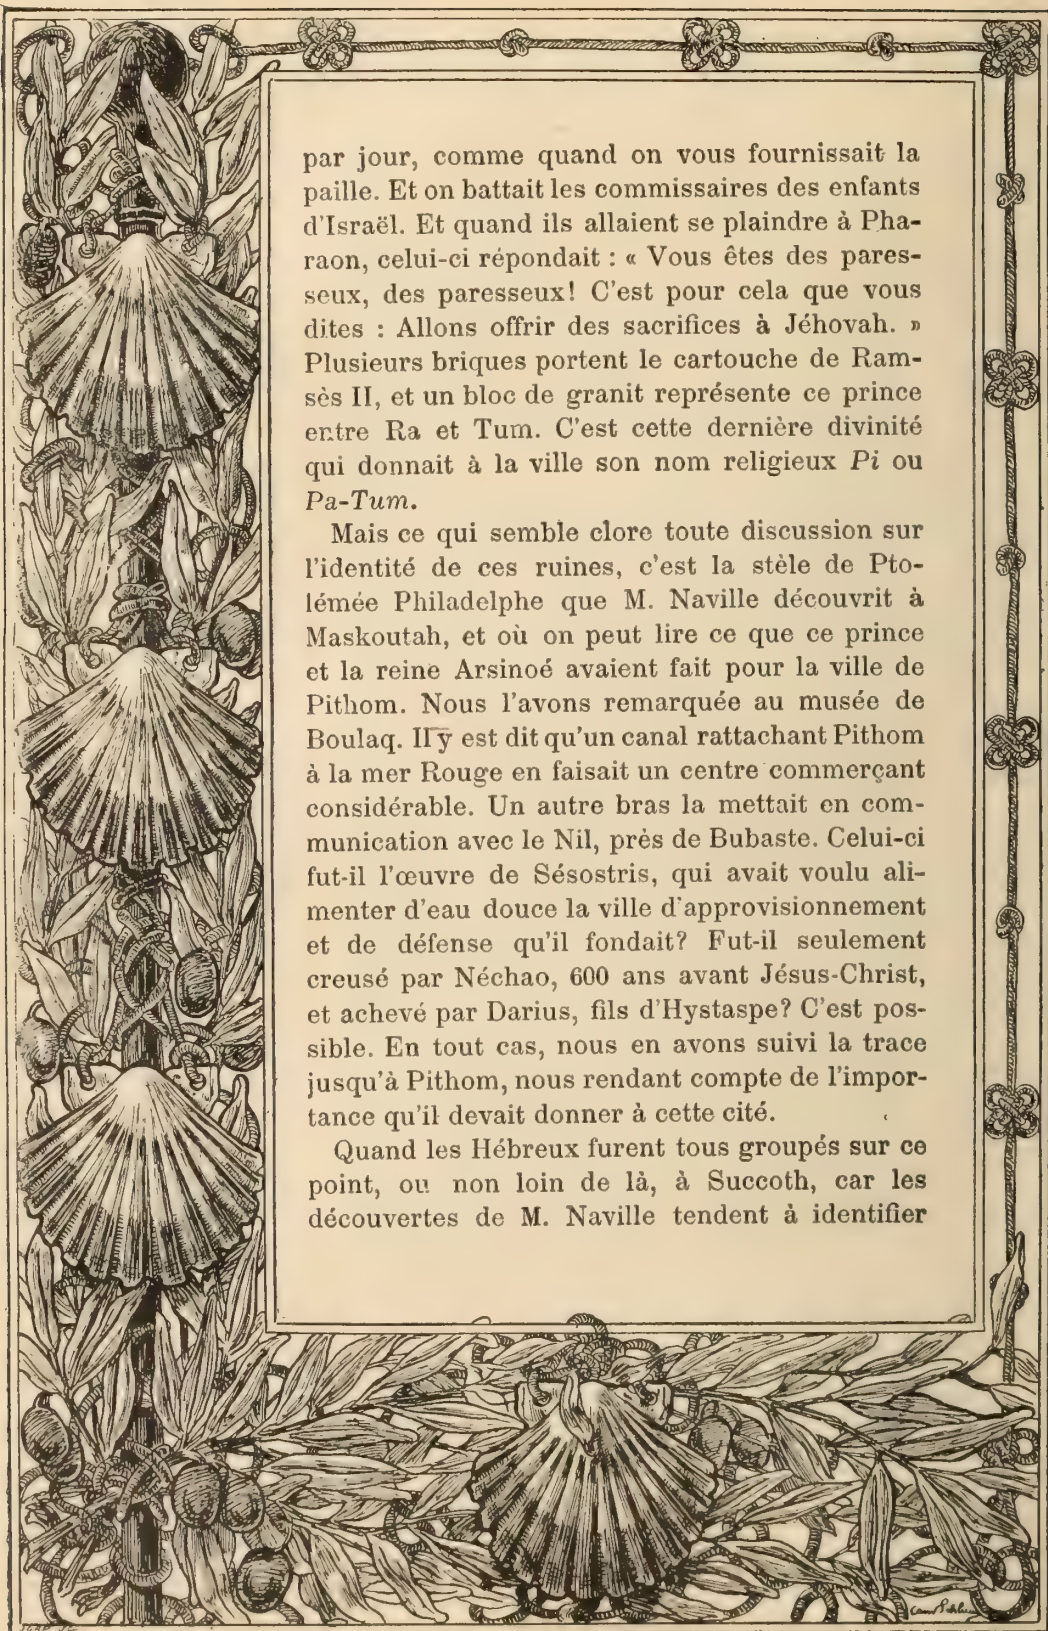 par jour, comme quand on vous fournissait la
paille. Et on battait les commissaires des enfants
d'Israël. Et quand ils allaient se plaindre à Pha-
raon, celui-ci répondait : « Vous êtes des pares-
seux, des paresseux! C'est pour cela que vous
dites : Allons offrir des sacrifices à Jéhovah. »
Plusieurs briques portent le cartouche de Ram-
sès II, et un bloc de granit représente ce prince
entre Ra et Tum. C'est cette dernière divinité
qui donnait à la ville son nom religieux Pi ou
Pa-Tum.
Mais ce qui semble clore toute discussion sur
l'identité de ces ruines, c'est la stèle de Pto-
lémée Philadelphe que M. Naville découvrit à
Maskoutah, et où on peut lire ce que ce prince
et la reine Arsinoé avaient fait pour la ville de
Pithom. Nous l'avons remarquée au musée de
Boulaq. Il y est dit qu'un canal rattachant Pithom
à la mer Rouge en faisait un centre commerçant
considérable. Un autre bras la mettait en com-
munication avec le Nil, près de Bubaste. Celui-ci
fut-il l'œuvre de Sésostris, qui avait voulu ali-
menter d'eau douce la ville d'approvisionnement
et de défense qu'il fondait? Fut-il seulement
creusé par Néchao, 600 ans avant Jésus-Christ,
et achevé par Darius, fils d'Hystaspe? C'est pos-
sible. En tout cas, nous en avons suivi la trace
jusqu'à Pithom, nous rendant compte de l'impor-
tance qu'il devait donner à cette cité.
Quand les Hébreux furent tous groupés sur ce
point, ou non loin de là, à Succoth, car les
découvertes de M. Naville tendent à identifier